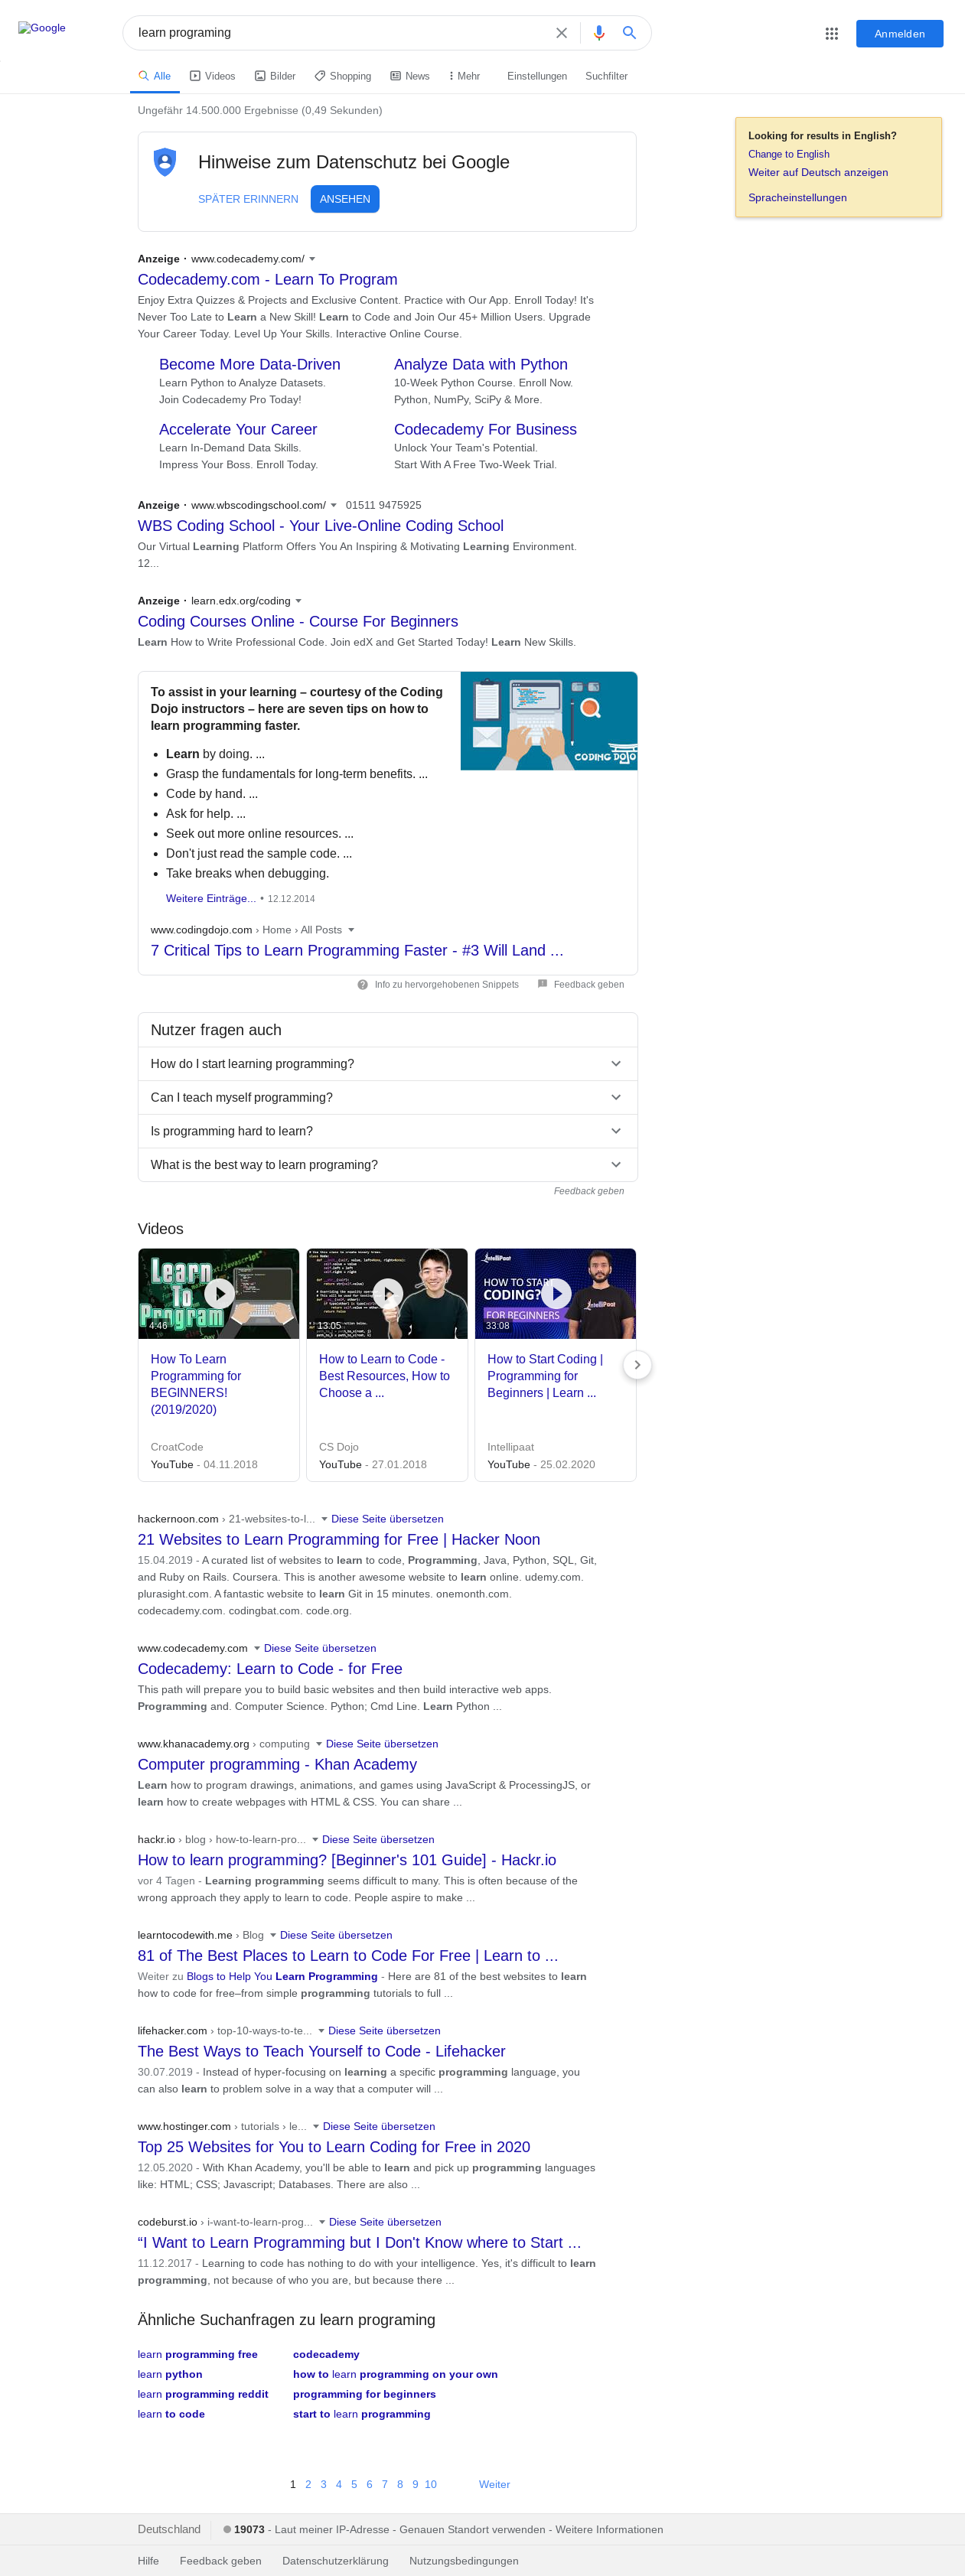 Google
learn programing
Anmelden
Alle
Videos
Bilder
Shopping
News
Mehr
Einstellungen
Suchfilter
Ungefähr 14.500.000 Ergebnisse (0,49 Sekunden)
Looking for results in English?
Change to English
Weiter auf Deutsch anzeigen
Spracheinstellungen
Hinweise zum Datenschutz bei Google
SPÄTER ERINNERN
ANSEHEN
Anzeige · www.codecademy.com/
Codecademy.com - Learn To Program
Enjoy Extra Quizzes & Projects and Exclusive Content. Practice with Our App. Enroll Today! It's
Never Too Late to Learn a New Skill! Learn to Code and Join Our 45+ Million Users. Upgrade
Your Career Today. Level Up Your Skills. Interactive Online Course.
Become More Data-Driven
Learn Python to Analyze Datasets.
Join Codecademy Pro Today!
Analyze Data with Python
10-Week Python Course. Enroll Now.
Python, NumPy, SciPy & More.
Accelerate Your Career
Learn In-Demand Data Skills.
Impress Your Boss. Enroll Today.
Codecademy For Business
Unlock Your Team's Potential.
Start With A Free Two-Week Trial.
Anzeige · www.wbscodingschool.com/ 01511 9475925
WBS Coding School - Your Live-Online Coding School
Our Virtual Learning Platform Offers You An Inspiring & Motivating Learning Environment.
12...
Anzeige · learn.edx.org/coding
Coding Courses Online - Course For Beginners
Learn How to Write Professional Code. Join edX and Get Started Today! Learn New Skills.
To assist in your learning – courtesy of the Coding
Dojo instructors – here are seven tips on how to
learn programming faster.
CODING DOJO
• Learn by doing. ...
• Grasp the fundamentals for long-term benefits. ...
• Code by hand. ...
• Ask for help. ...
• Seek out more online resources. ...
• Don't just read the sample code. ...
• Take breaks when debugging.
Weitere Einträge... • 12.12.2014
www.codingdojo.com › Home › All Posts
7 Critical Tips to Learn Programming Faster - #3 Will Land ...
Info zu hervorgehobenen Snippets
Feedback geben
Nutzer fragen auch
How do I start learning programming?
Can I teach myself programming?
Is programming hard to learn?
What is the best way to learn programing?
Feedback geben
Videos
Learn
To
Program
4:46
How To Learn
Programming for
BEGINNERS!
(2019/2020)
CroatCode
YouTube - 04.11.2018
13:05
How to Learn to Code -
Best Resources, How to
Choose a ...
CS Dojo
YouTube - 27.01.2018
IntelliPaat
HOW TO START
CODING?
FOR BEGINNERS
IntelliPaat
33:08
How to Start Coding |
Programming for
Beginners | Learn ...
Intellipaat
YouTube - 25.02.2020
hackernoon.com › 21-websites-to-l... Diese Seite übersetzen
21 Websites to Learn Programming for Free | Hacker Noon
15.04.2019 - A curated list of websites to learn to code, Programming, Java, Python, SQL, Git,
and Ruby on Rails. Coursera. This is another awesome website to learn online. udemy.com.
plurasight.com. A fantastic website to learn Git in 15 minutes. onemonth.com.
codecademy.com. codingbat.com. code.org.
www.codecademy.com Diese Seite übersetzen
Codecademy: Learn to Code - for Free
This path will prepare you to build basic websites and then build interactive web apps.
Programming and. Computer Science. Python; Cmd Line. Learn Python ...
www.khanacademy.org › computing Diese Seite übersetzen
Computer programming - Khan Academy
Learn how to program drawings, animations, and games using JavaScript & ProcessingJS, or
learn how to create webpages with HTML & CSS. You can share ...
hackr.io › blog › how-to-learn-pro... Diese Seite übersetzen
How to learn programming? [Beginner's 101 Guide] - Hackr.io
vor 4 Tagen - Learning programming seems difficult to many. This is often because of the
wrong approach they apply to learn to code. People aspire to make ...
learntocodewith.me › Blog Diese Seite übersetzen
81 of The Best Places to Learn to Code For Free | Learn to ...
Weiter zu Blogs to Help You Learn Programming - Here are 81 of the best websites to learn
how to code for free–from simple programming tutorials to full ...
lifehacker.com › top-10-ways-to-te... Diese Seite übersetzen
The Best Ways to Teach Yourself to Code - Lifehacker
30.07.2019 - Instead of hyper-focusing on learning a specific programming language, you
can also learn to problem solve in a way that a computer will ...
www.hostinger.com › tutorials › le... Diese Seite übersetzen
Top 25 Websites for You to Learn Coding for Free in 2020
12.05.2020 - With Khan Academy, you'll be able to learn and pick up programming languages
like: HTML; CSS; Javascript; Databases. There are also ...
codeburst.io › i-want-to-learn-prog... Diese Seite übersetzen
“I Want to Learn Programming but I Don't Know where to Start ...
11.12.2017 - Learning to code has nothing to do with your intelligence. Yes, it's difficult to learn
programming, not because of who you are, but because there ...
Ähnliche Suchanfragen zu learn programing
learn programming free
codecademy
learn python
how to learn programming on your own
learn programming reddit
programming for beginners
learn to code
start to learn programming
1 2 3 4 5 6 7 8 9 10 Weiter
Deutschland
19073 - Laut meiner IP-Adresse - Genauen Standort verwenden - Weitere Informationen
Hilfe
Feedback geben
Datenschutzerklärung
Nutzungsbedingungen